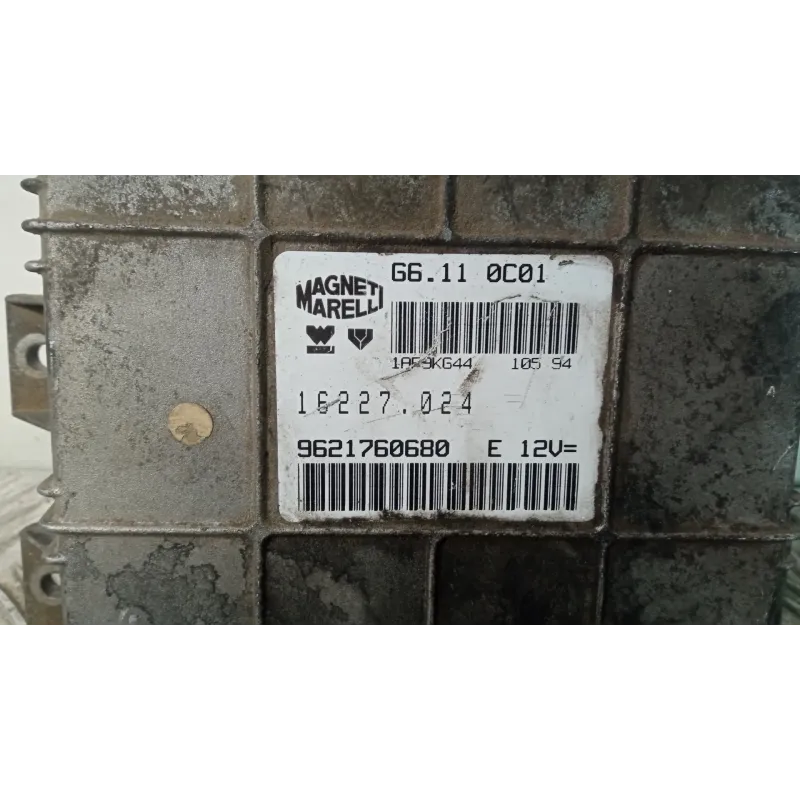 MAGNETI
MARELLI
G6.11 0C01
105 94
16227.024
9621760680 E 12V=